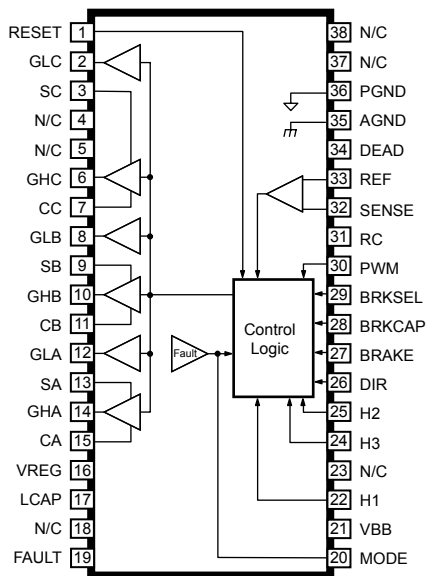 RESET 1
GLC 2
SC 3
N/C 4
N/C 5
GHC 6
CC 7
GLB 8
SB 9
GHB 10
CB 11
GLA 12
SA 13
GHA 14
CA 15
VREG 16
LCAP 17
N/C 18
FAULT 19
Fault
Control
Logic
38 N/C
37 N/C
36 PGND
35 AGND
34 DEAD
33 REF
32 SENSE
31 RC
30 PWM
29 BRKSEL
28 BRKCAP
27 BRAKE
26 DIR
25 H2
24 H3
23 N/C
22 H1
21 VBB
20 MODE